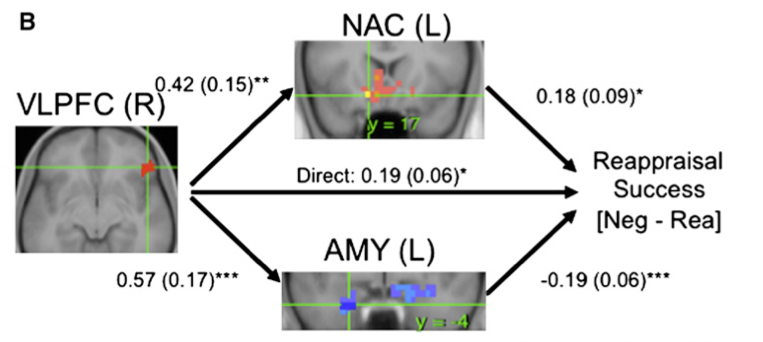 B
NAC (L)
0.42 (0.15)**
VLPFC (R)
0.18 (0.09)*
y = 17
Direct: 0.19 (0.06)*
Reappraisal
Success
[Neg - Rea]
AMY (L)
0.57 (0.17)***
-0.19 (0.06)***
y = -4